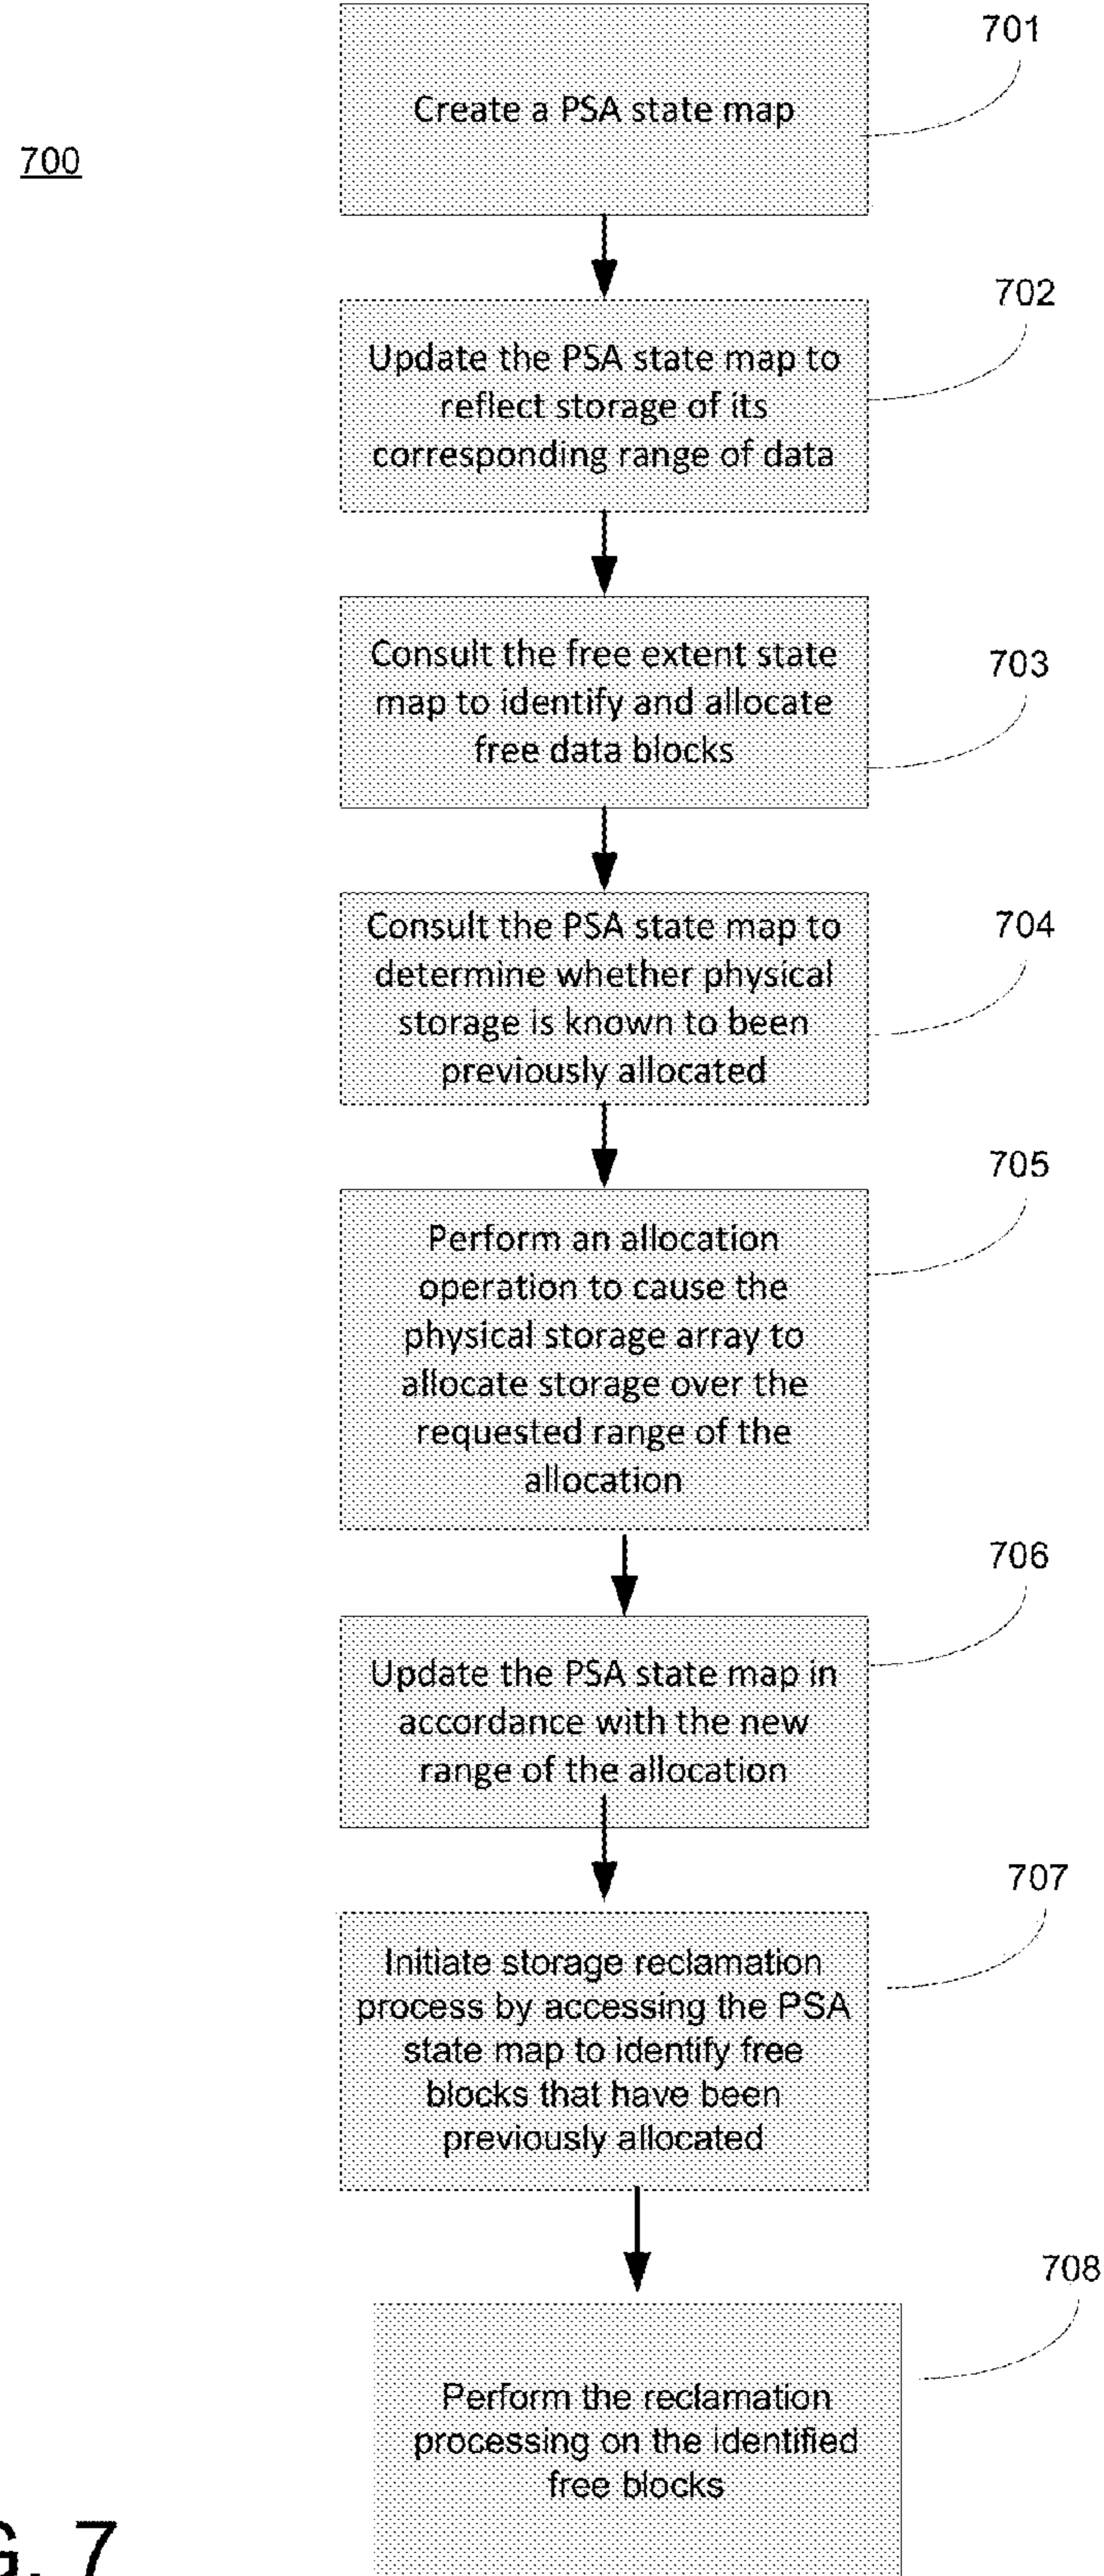 701
Create a PSA state map
700
702
Update the PSA state map to
reflect storage of its
corresponding range of data
Consult the free extent state
703
map to identify and allocate
free data blocks
Consult the PSA state map to
704
determine whether physical
storage is known to been
previously allocated
705
Perform an allocation
operation to cause the
physical storage array to
allocate storage over the
requested range of the
allocation
706
Update the PSA state map in
accordance with the new
range of the allocation
707
Initiate storage reclamation
process by accessing the PSA
state map to identify free
blocks that have been
previously allocated
708
Perform the reclamation
processing on the identified
free blocks
G. 7